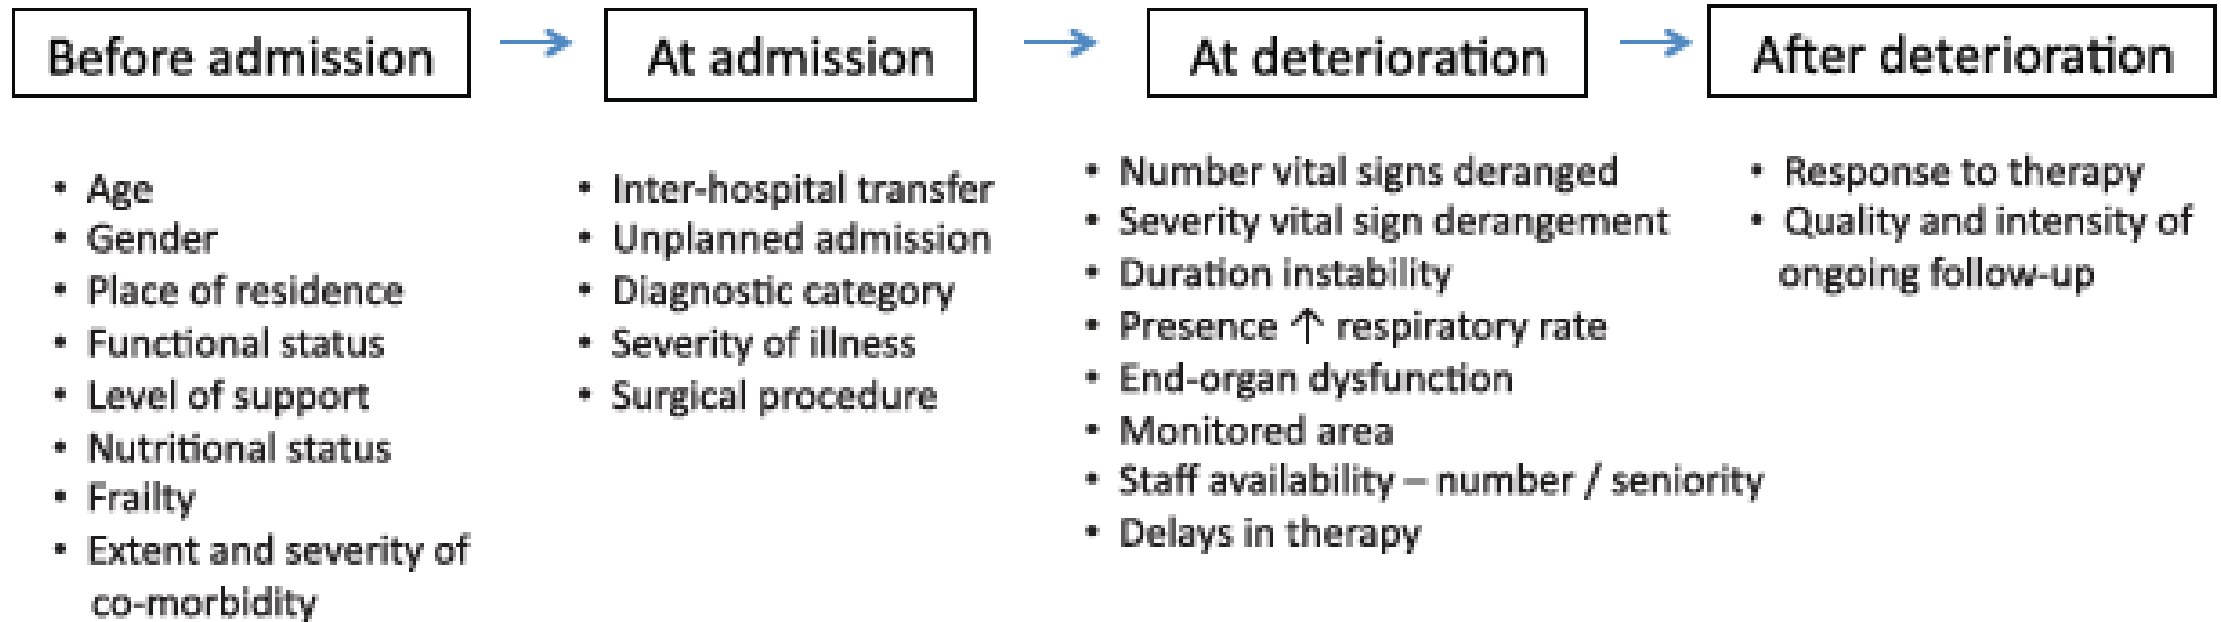 Before admission
At admission
At deterioration
After deterioration
• Age
• Gender
• Place of residence
• Functional status
• Level of support
• Nutritional status
• Frailty
• Extent and severity of
co-morbidity
• Inter-hospital transfer
• Unplanned admission
• Diagnostic category
• Severity of illness
• Surgical procedure
• Number vital signs deranged
• Severity vital sign derangement
• Duration instability
• Presence ↑ respiratory rate
• End-organ dysfunction
• Monitored area
• Staff availability – number / seniority
• Delays in therapy
• Response to therapy
• Quality and intensity of
ongoing follow-up